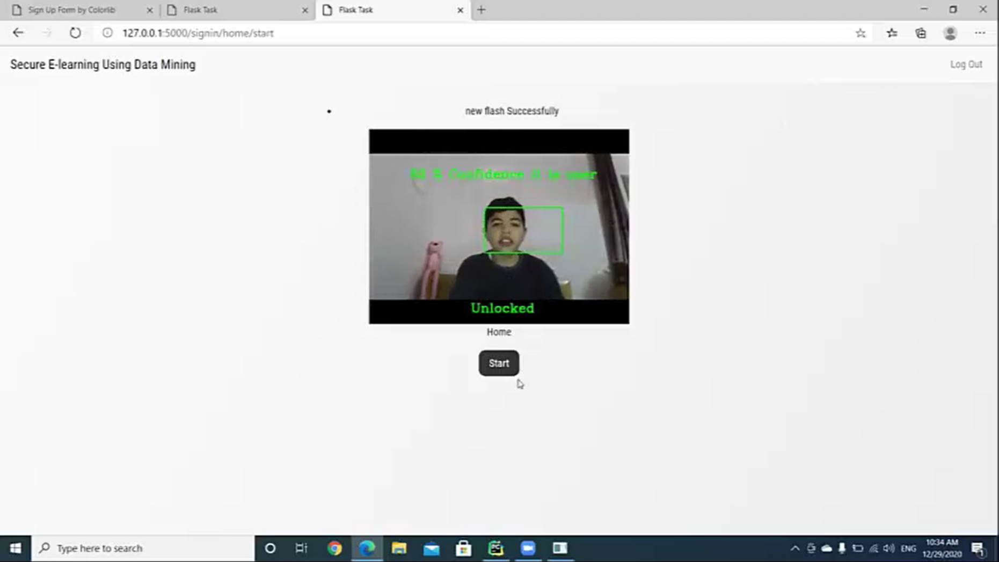 Sign Up Form by Colorlib
Flask Task
Flask Task
127.0.0.1:5000/signin/home/start
Secure E-learning Using Data Mining
Log Out
new flash Successfully
% Confidence it is user
Unlocked
Home
Start
Type here to search
PC
ENG
10:34 AM
12/29/2020
1